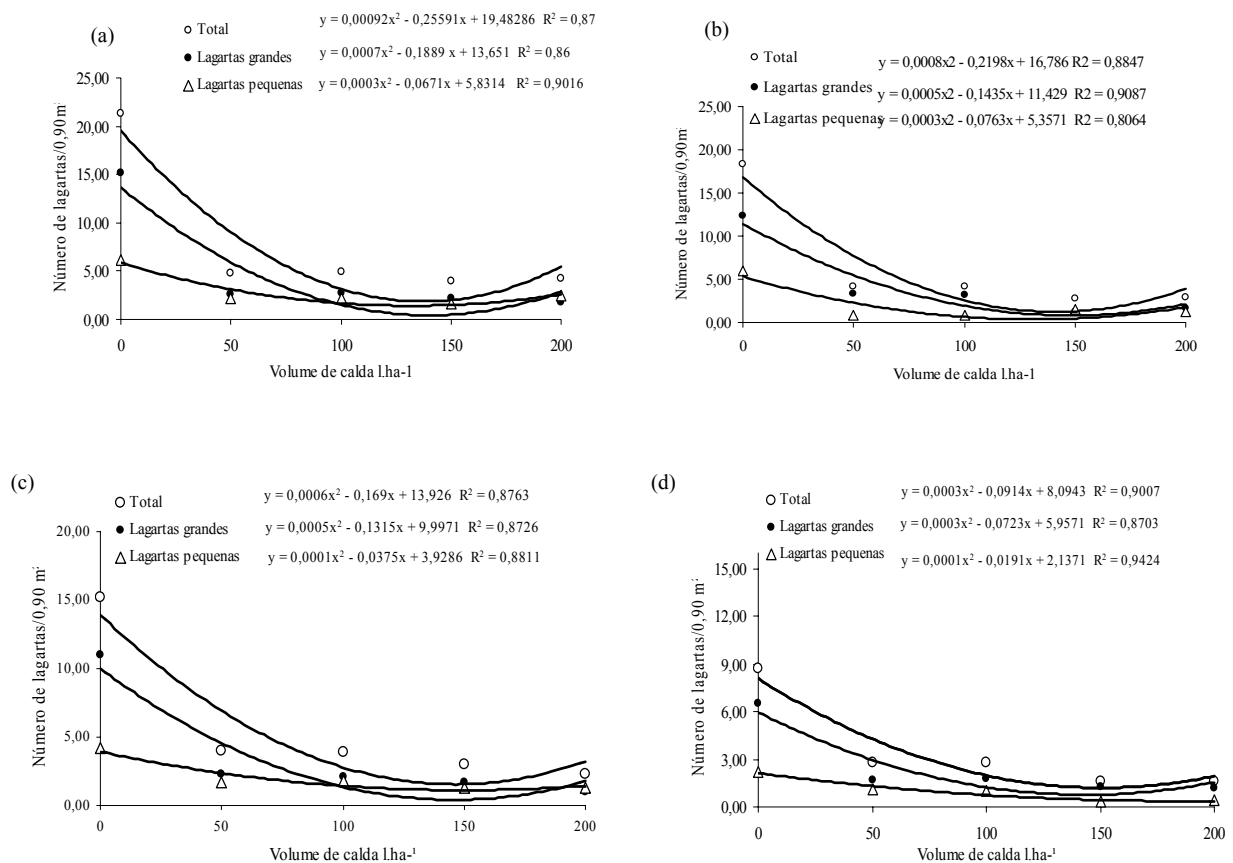 (a)
Total y = 0,00092x² - 0,25591x + 19,48286 R² = 0,87
Lagartas grandes y = 0,0007x² - 0,1889 x + 13,651 R² = 0,86
Lagartas pequenas y = 0,0003x² - 0,0671x + 5,8314 R² = 0,9016
Número de lagartas/0,90m²
25,00
20,00
15,00
10,00
5,00
0,00
0 50 100 150 200
Volume de calda l.ha-1
(b)
Total y = 0,0008x2 - 0,2198x + 16,786 R2 = 0,8847
Lagartas grandes y = 0,0005x2 - 0,1435x + 11,429 R2 = 0,9087
Lagartas pequenas y = 0,0003x2 - 0,0763x + 5,3571 R2 = 0,8064
Número de lagartas/0,90m²
25,00
20,00
15,00
10,00
5,00
0,00
0 50 100 150 200
Volume de calda l.ha-1
(c)
Total y = 0,0006x² - 0,169x + 13,926 R² = 0,8763
Lagartas grandes y = 0,0005x² - 0,1315x + 9,9971 R² = 0,8726
Lagartas pequenas y = 0,0001x² - 0,0375x + 3,9286 R² = 0,8811
Número de lagartas/0,90 m²
20,00
15,00
10,00
5,00
0,00
0 50 100 150 200
Volume de calda l.ha-¹
(d)
Total y = 0,0003x² - 0,0914x + 8,0943 R² = 0,9007
Lagartas grandes y = 0,0003x² - 0,0723x + 5,9571 R² = 0,8703
Lagartas pequenas y = 0,0001x² - 0,0191x + 2,1371 R² = 0,9424
Número de lagartas/0,90 m²
15,00
12,00
9,00
6,00
3,00
0,00
0 50 100 150 200
Volume de calda l.ha-¹